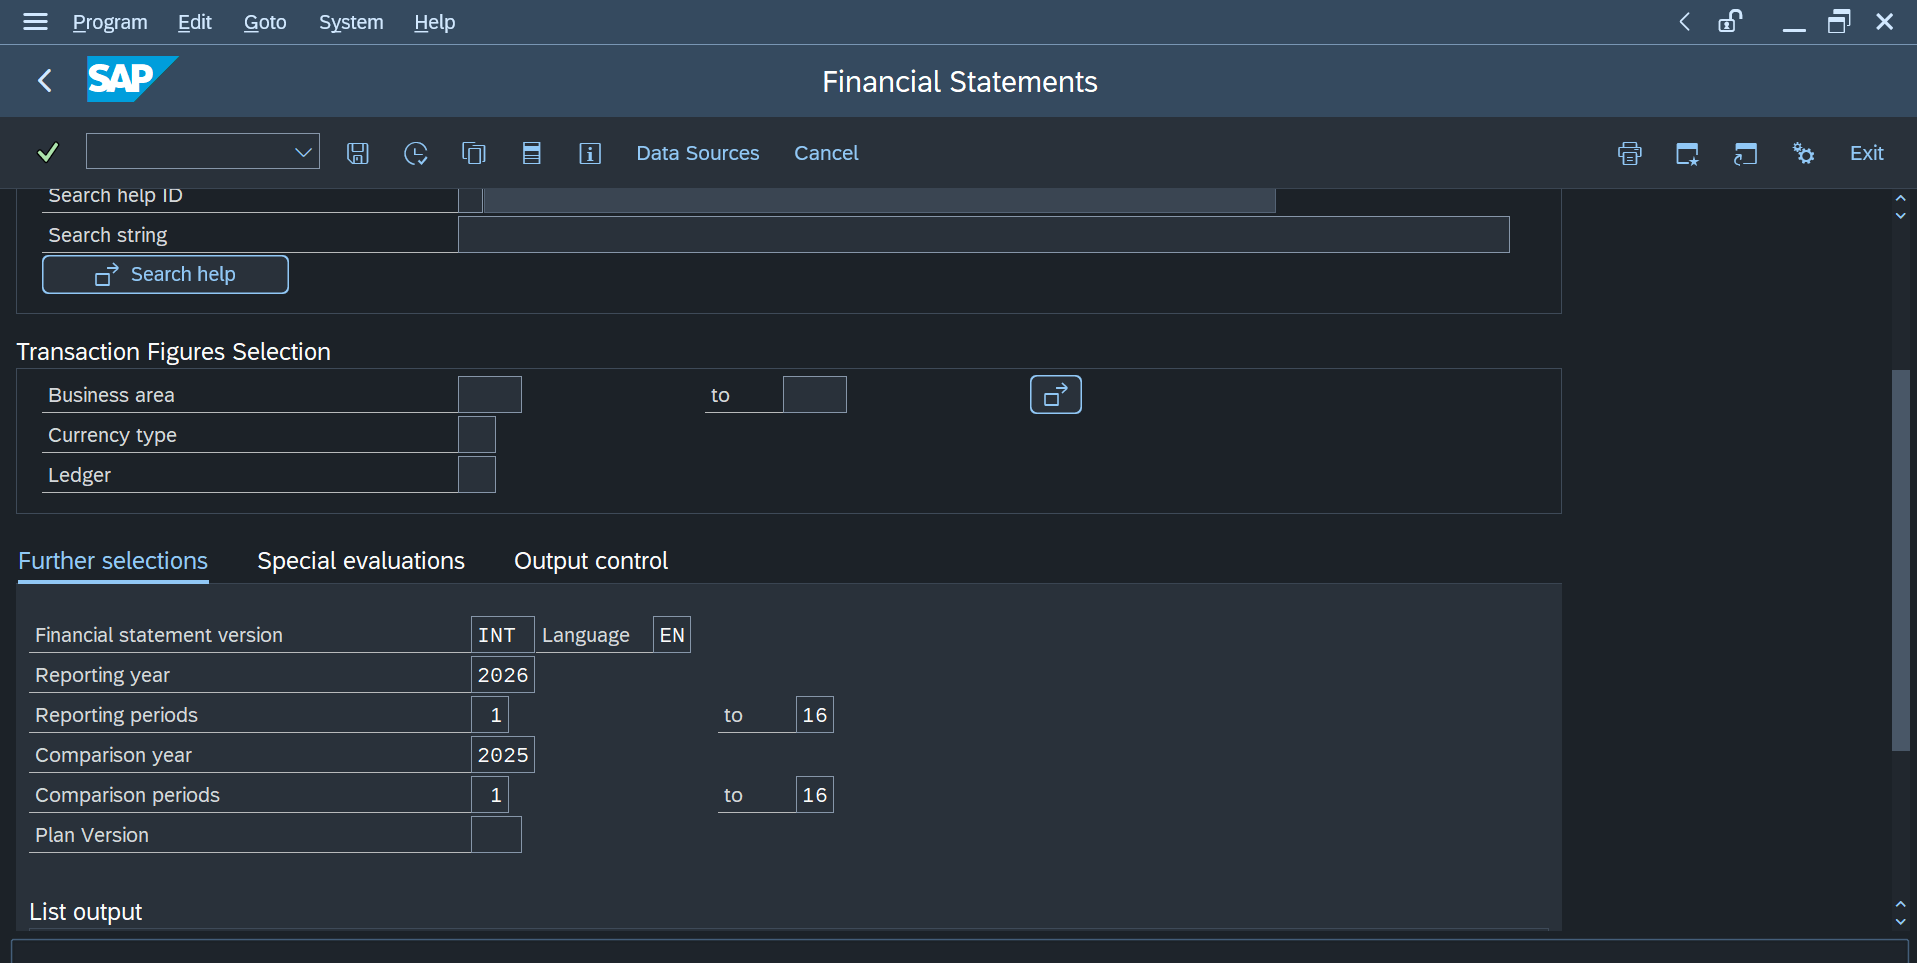 Program Edit Goto System Help
SAP Financial Statements
Data Sources Cancel Exit
Search help ID
Search string
Search help
Transaction Figures Selection
Business area to
Currency type
Ledger
Further selections Special evaluations Output control
Financial statement version INT Language EN
Reporting year 2026
Reporting periods 1 to 16
Comparison year 2025
Comparison periods 1 to 16
Plan Version
List output